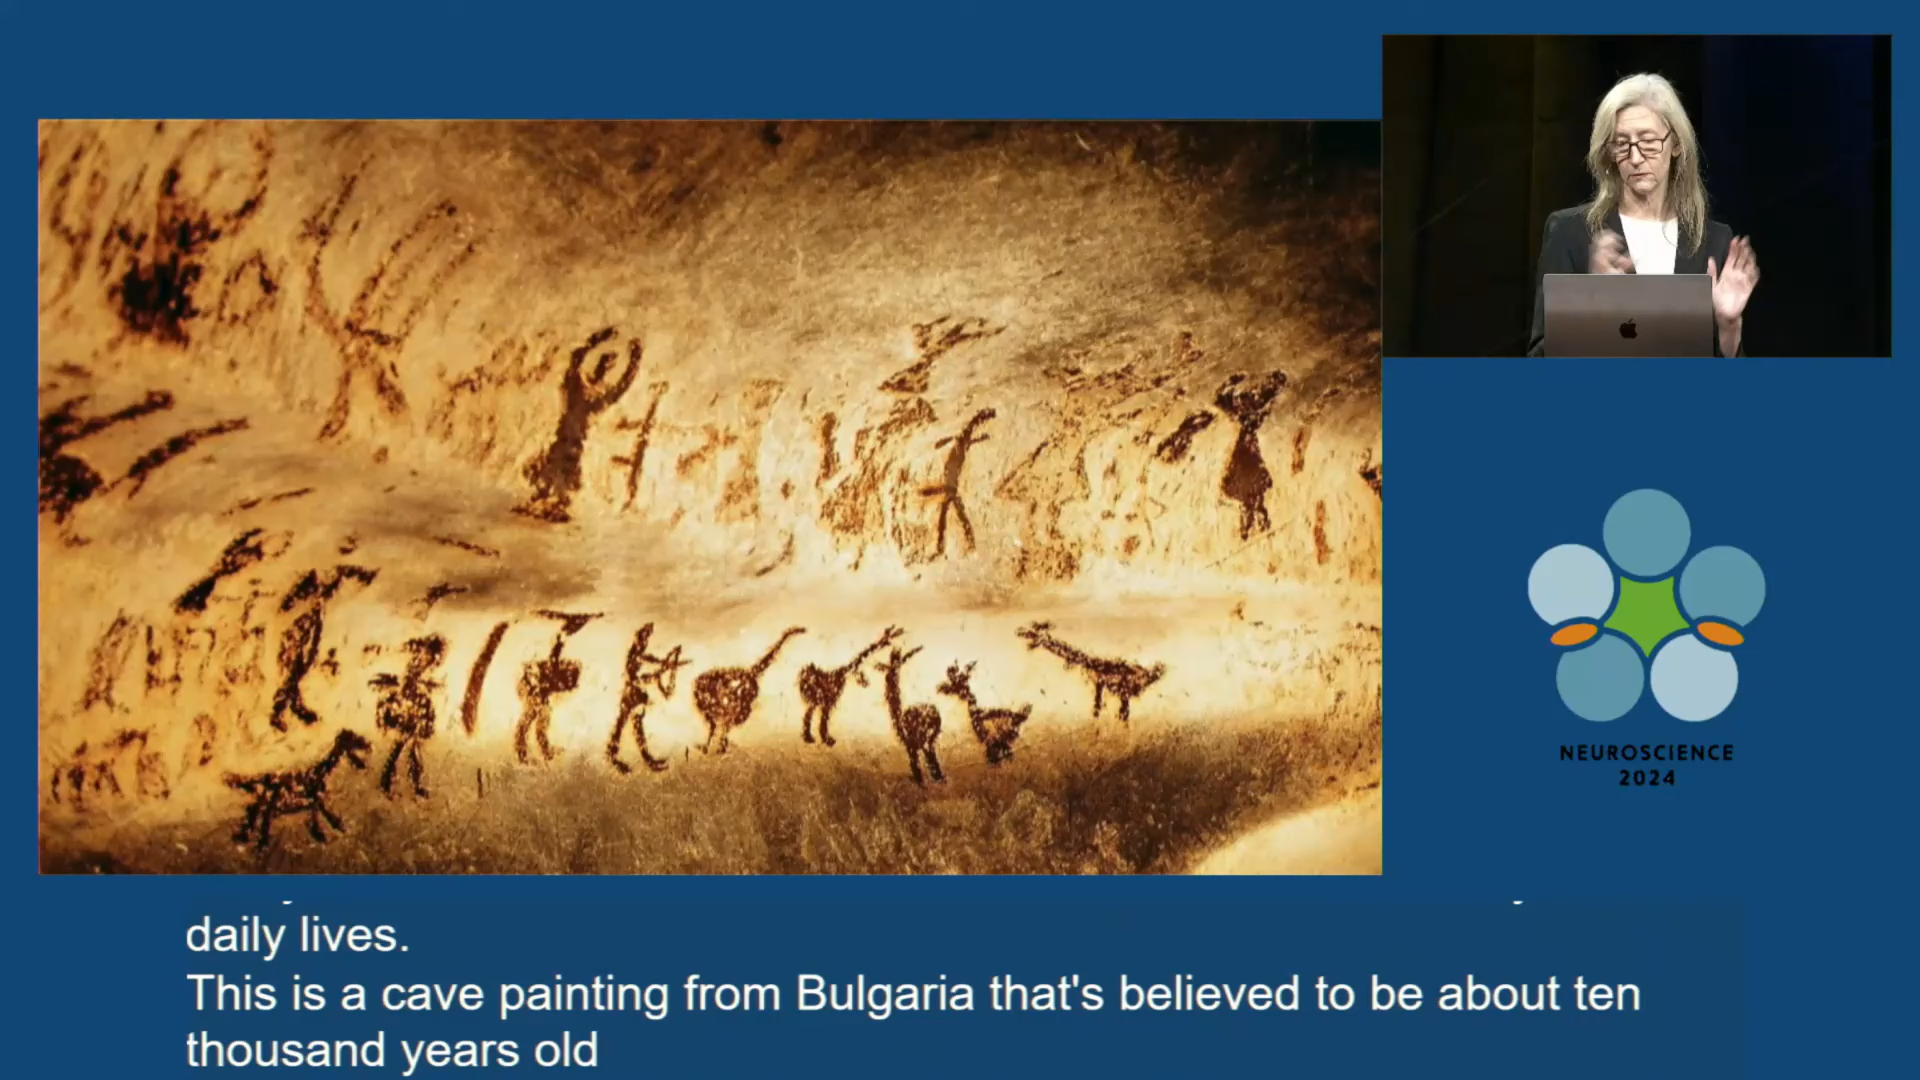 NEUROSCIENCE
2024
daily lives.
This is a cave painting from Bulgaria that's believed to be about ten
thousand years old